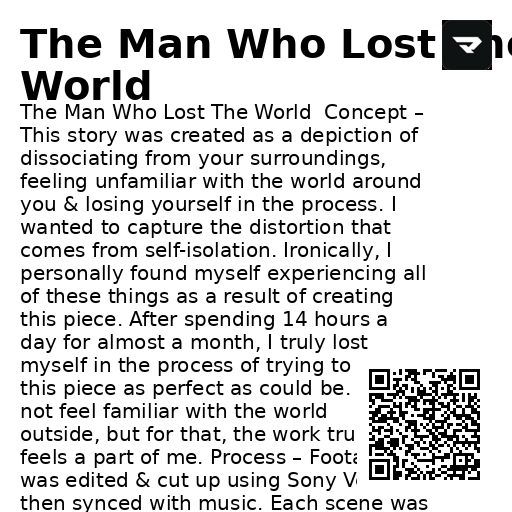 The Man Who Lost The
World
The Man Who Lost The World  Concept –
This story was created as a depiction of
dissociating from your surroundings,
feeling unfamiliar with the world around
you & losing yourself in the process. I
wanted to capture the distortion that
comes from self-isolation. Ironically, I
personally found myself experiencing all
of these things as a result of creating
this piece. After spending 14 hours a
day for almost a month, I truly lost
myself in the process of trying to
this piece as perfect as could be.
not feel familiar with the world
outside, but for that, the work
feels a part of me. Process –
was edited & cut up using Sony
then synced with music. Each scene was